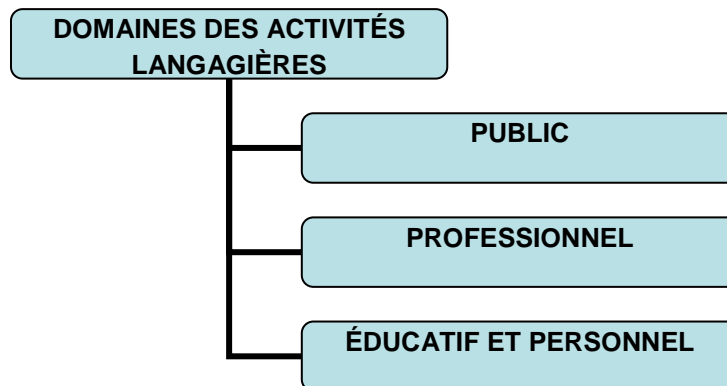 DOMAINES DES ACTIVITÉS
LANGAGIÈRES
PUBLIC
PROFESSIONNEL
ÉDUCATIF ET PERSONNEL